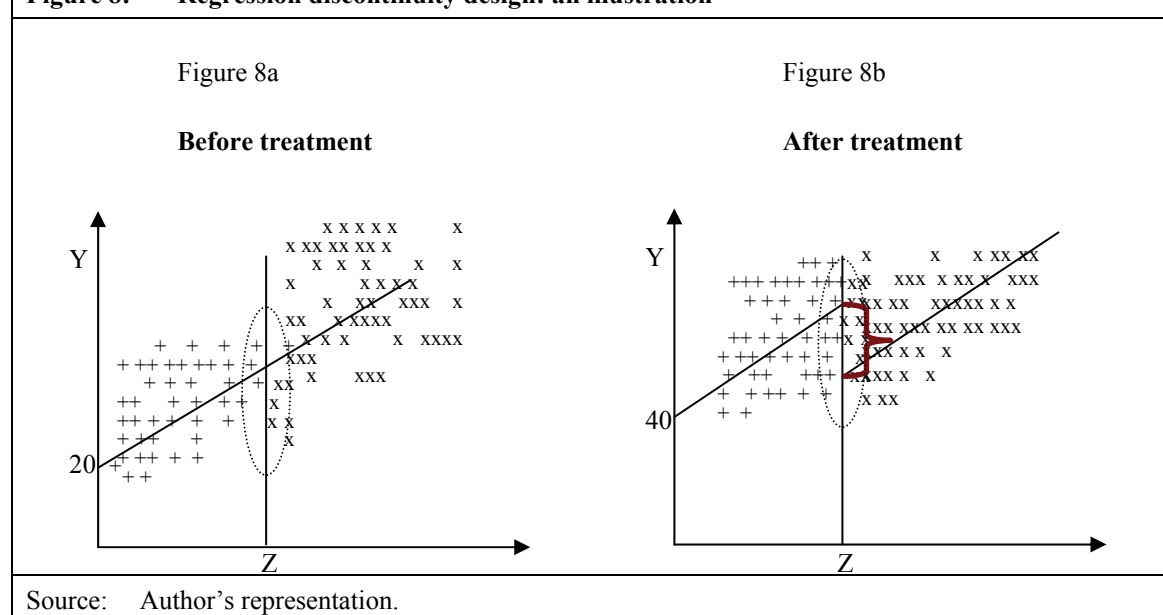 Figure 8: Regression discontinuity design: an illustration
Figure 8a
Before treatment
Y
20
Z
Figure 8b
After treatment
Y
40
Z
Source: Author's representation.